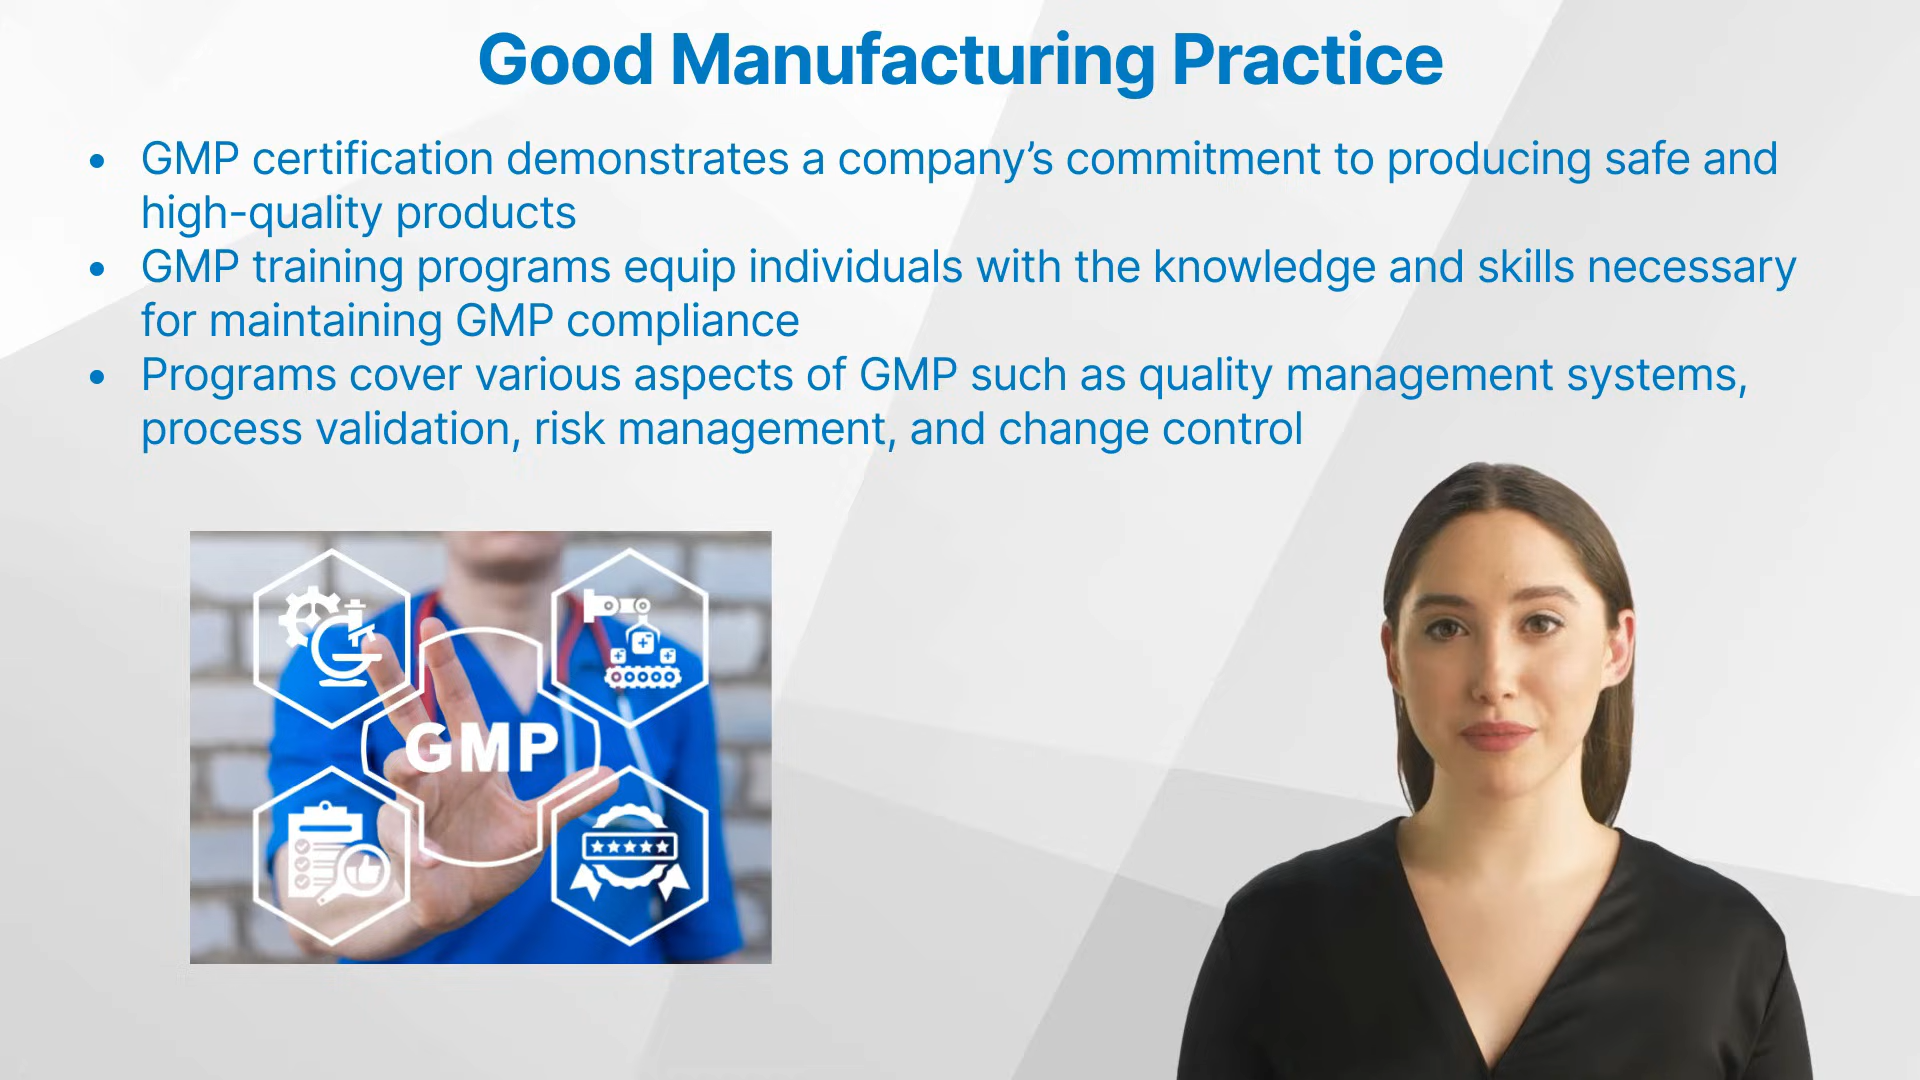 Good Manufacturing Practice
• GMP certification demonstrates a company’s commitment to producing safe and
high-quality products
• GMP training programs equip individuals with the knowledge and skills necessary
for maintaining GMP compliance
• Programs cover various aspects of GMP such as quality management systems,
process validation, risk management, and change control
GMP